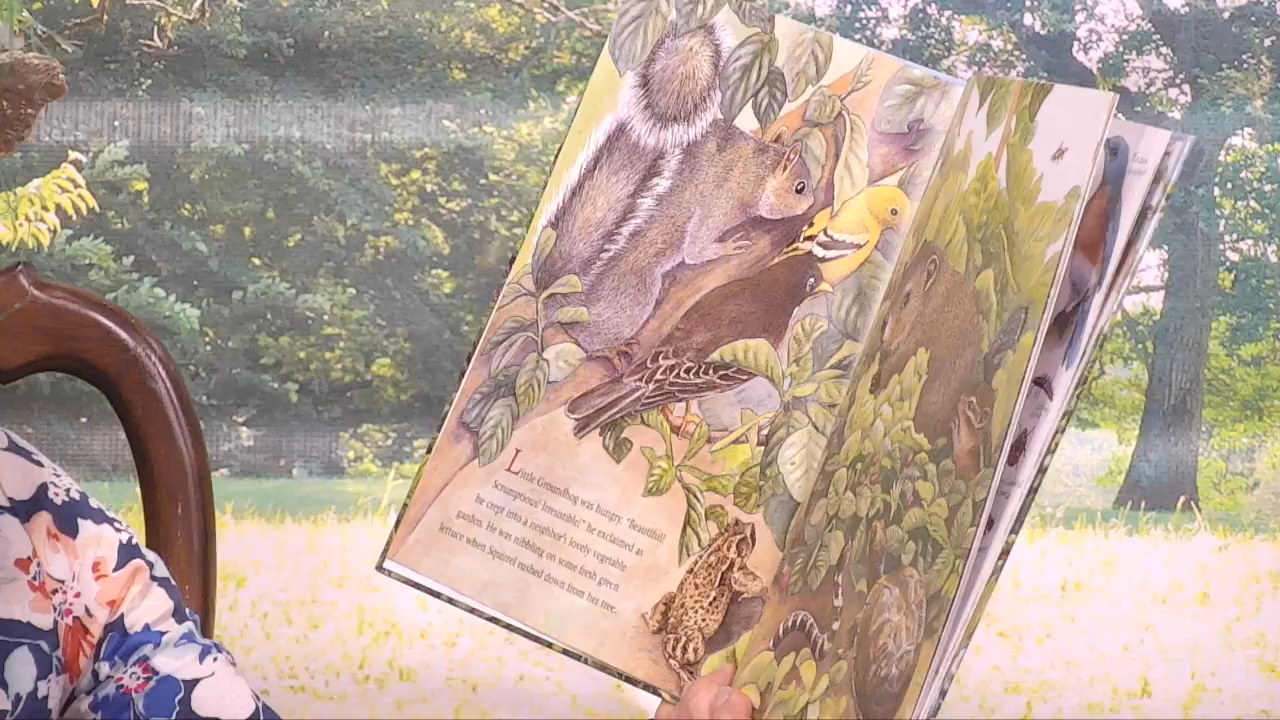 Little Groundhog was hungry. "Beautiful!
Scrumptious! Irresistible!" he exclaimed as
he crept into a neighbor's lovely vegetable
garden. He was nibbling on some fresh green
lettuce when Squirrel rushed down from her tree.